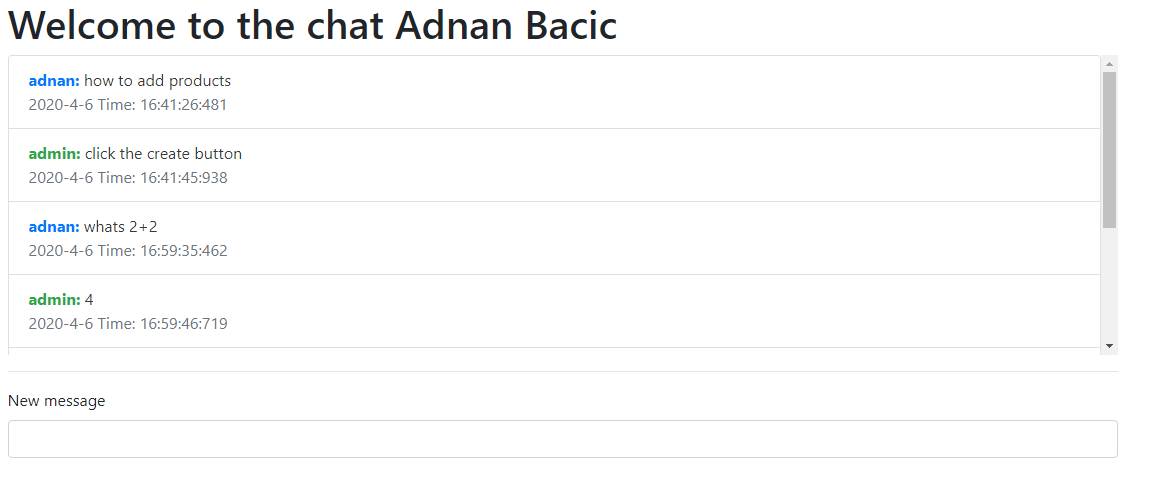 Welcome to the chat Adnan Bacic
adnan: how to add products
2020-4-6 Time: 16:41:26:481
admin: click the create button
2020-4-6 Time: 16:41:45:938
adnan: whats 2+2
2020-4-6 Time: 16:59:35:462
admin: 4
2020-4-6 Time: 16:59:46:719
New message